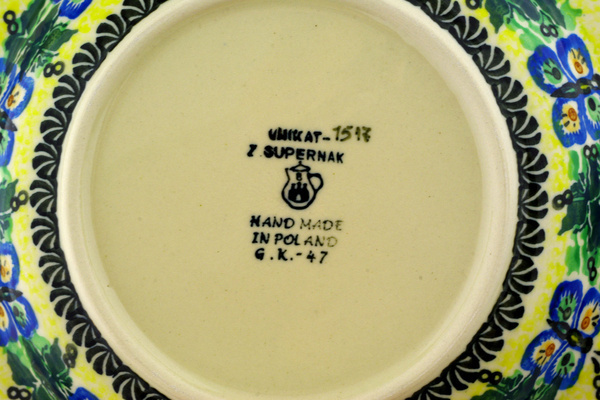 UNIKAT-1517
Z. SUPERNAK
B
HAND MADE
IN POLAND
G.K.-47